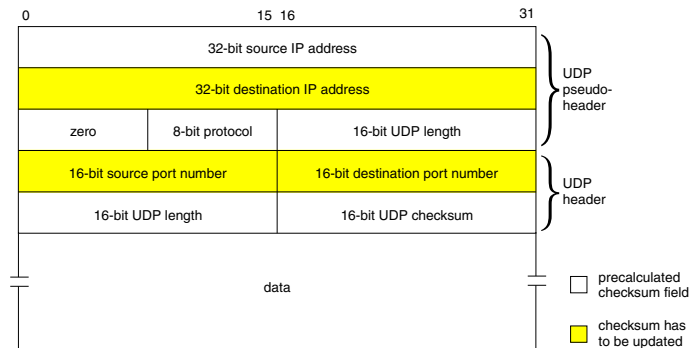 0 15 16 31
32-bit source IP address
32-bit destination IP address
zero 8-bit protocol 16-bit UDP length
UDP
pseudo-
header
16-bit source port number 16-bit destination port number
16-bit UDP length 16-bit UDP checksum
UDP
header
data
precalculated
checksum field
checksum has
to be updated